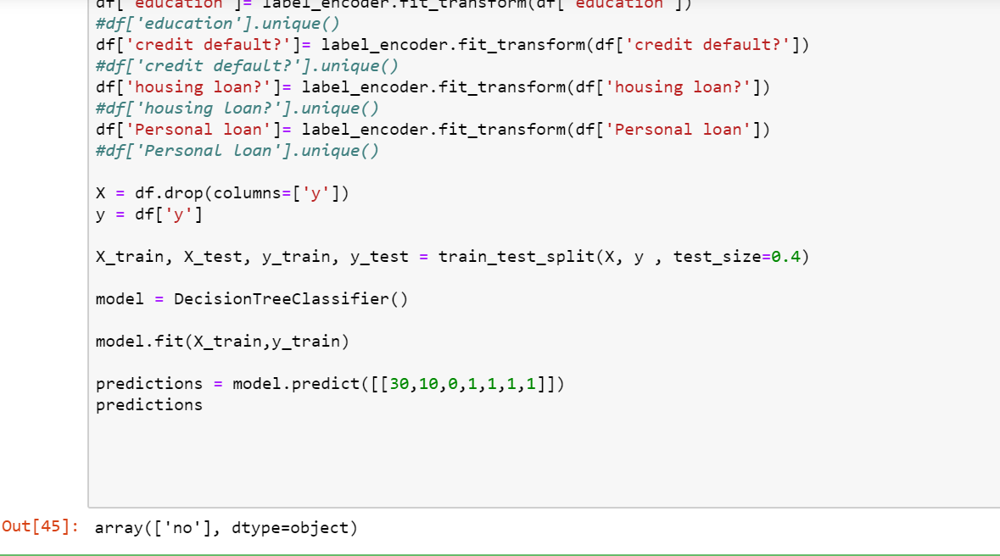 df['education']= label_encoder.fit_transform(df['education'])
#df['education'].unique()
df['credit default?']= label_encoder.fit_transform(df['credit default?'])
#df['credit default?'].unique()
df['housing loan?']= label_encoder.fit_transform(df['housing loan?'])
#df['housing loan?'].unique()
df['Personal loan']= label_encoder.fit_transform(df['Personal loan'])
#df['Personal loan'].unique()
X = df.drop(columns=['y'])
y = df['y']
X_train, X_test, y_train, y_test = train_test_split(X, y , test_size=0.4)
model = DecisionTreeClassifier()
model.fit(X_train,y_train)
predictions = model.predict([[30,10,0,1,1,1,1]])
predictions
Out[45]: array(['no'], dtype=object)